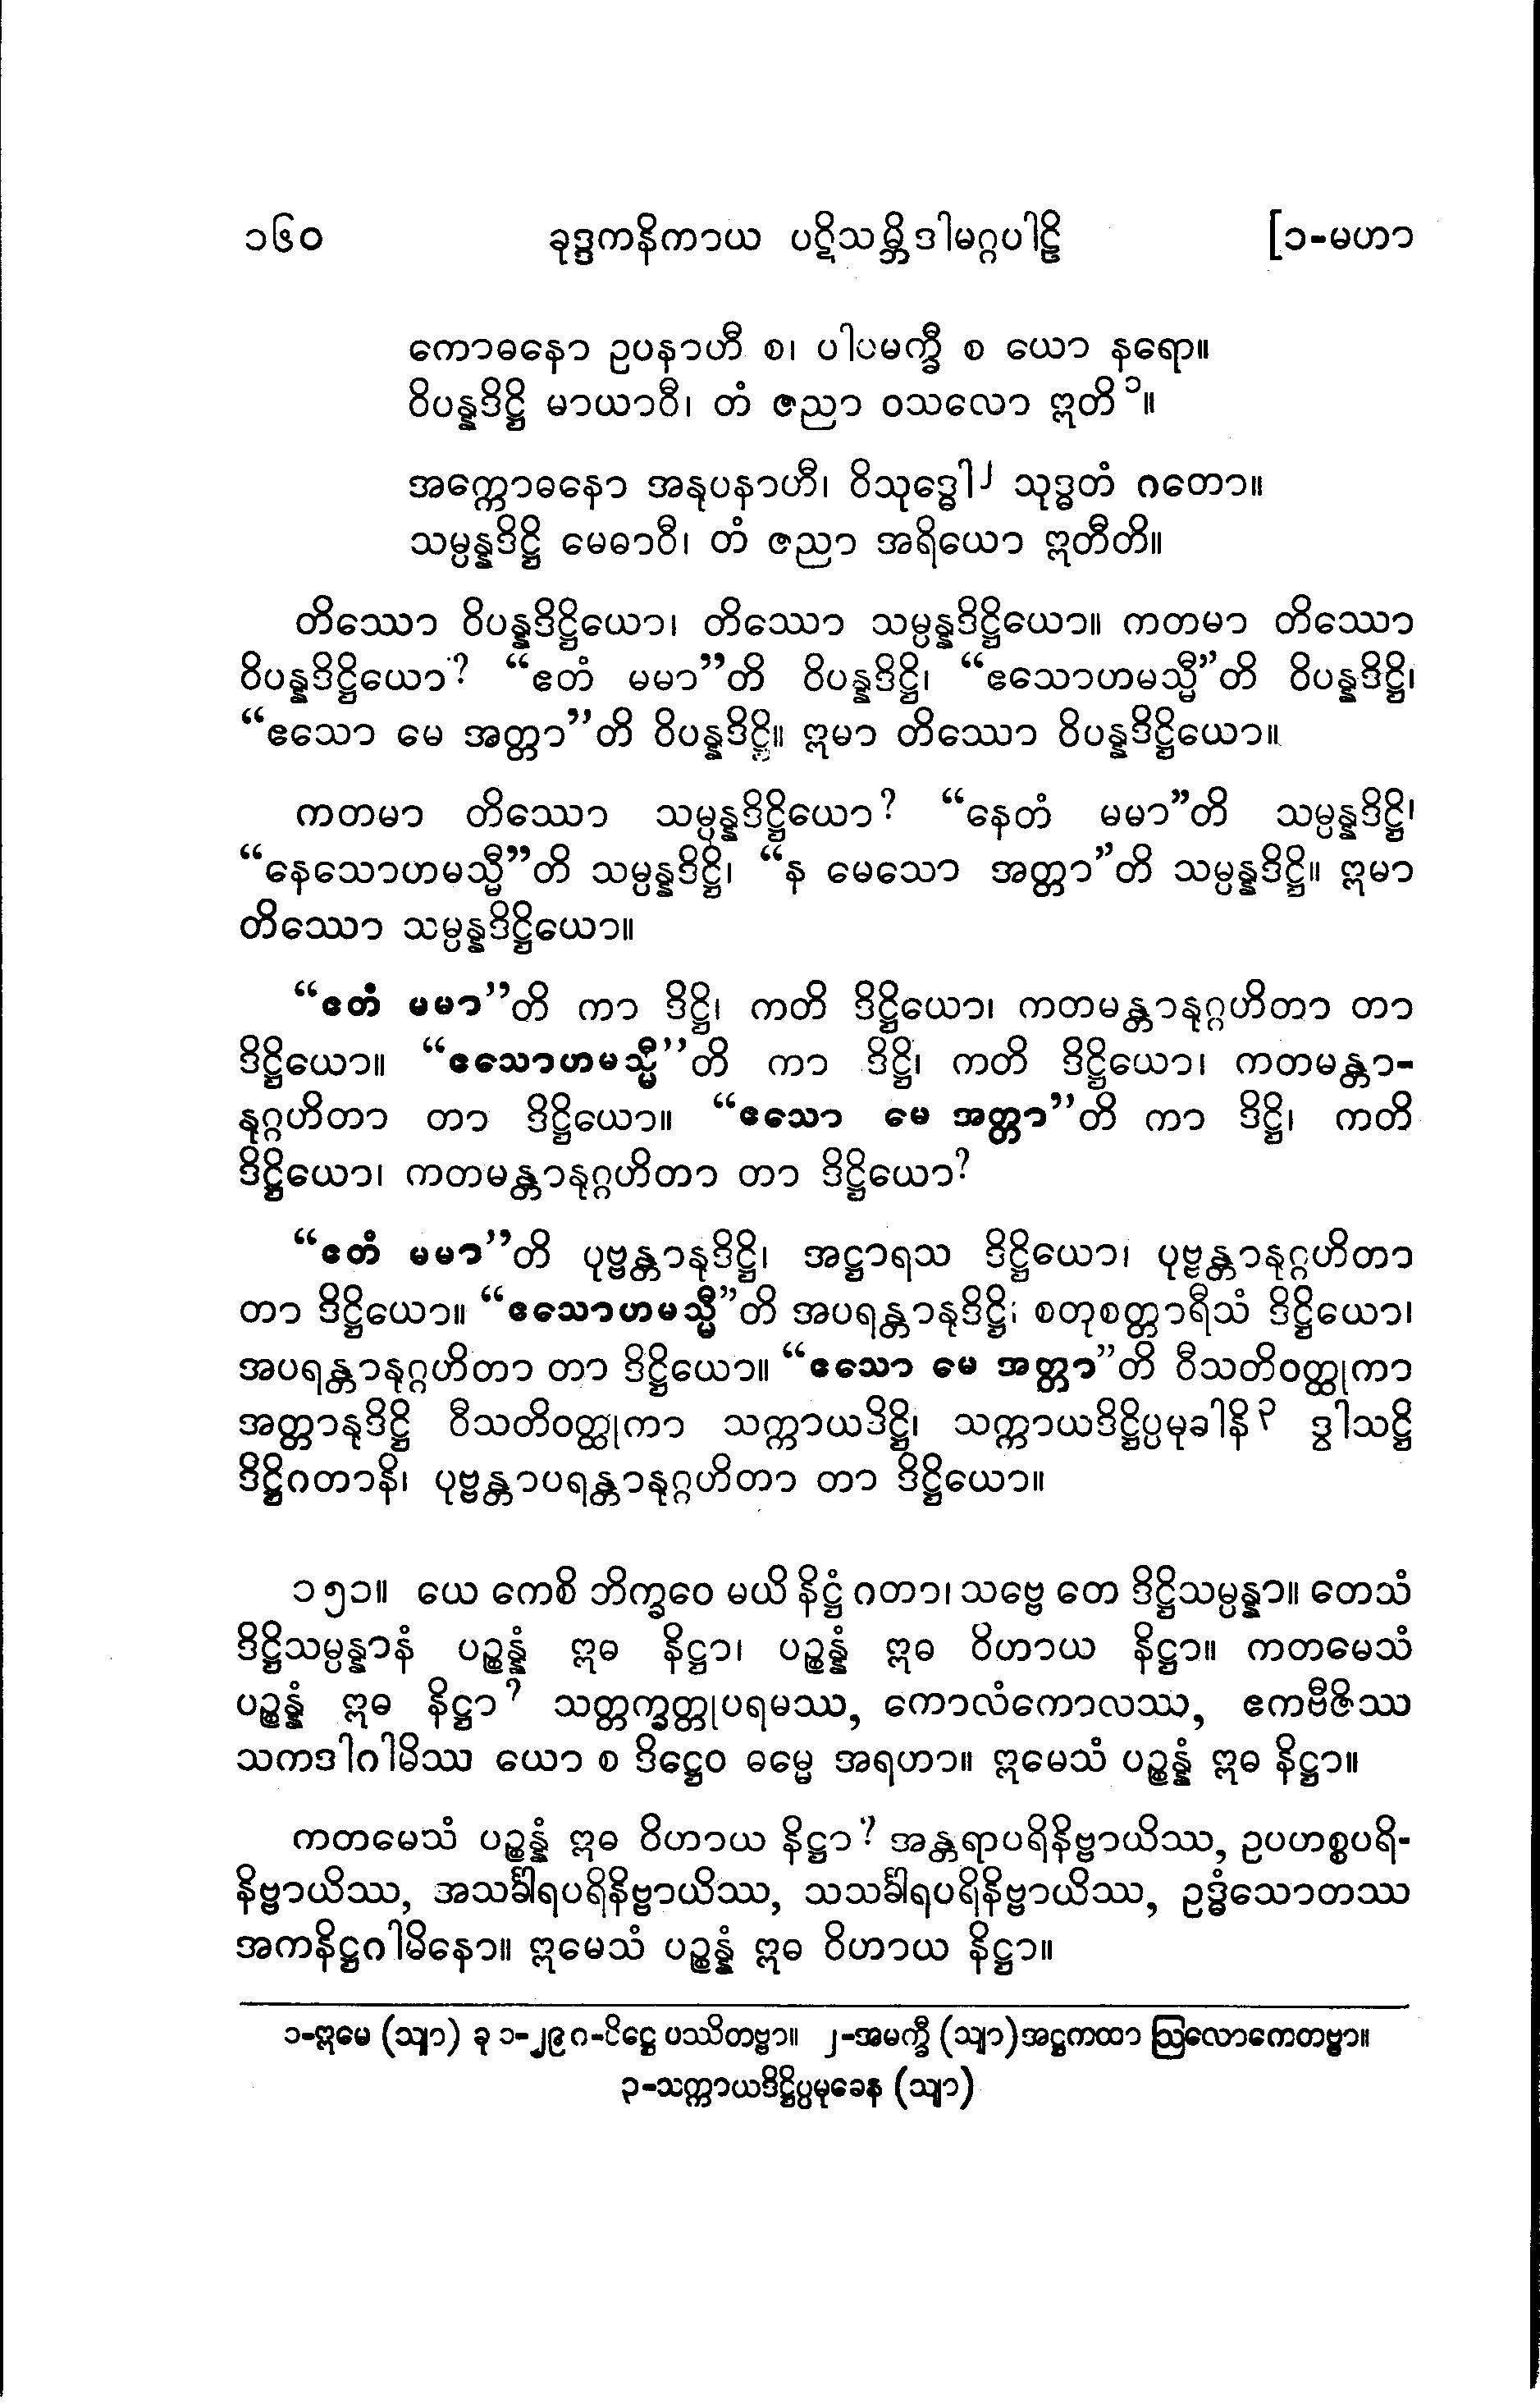 ၁၆၀ ခုဒ္ဒကနိကာယ ပဋိသမ္ဘိဒါမဂ္ဂပါဠိ [၁-မဟာ
ကောဓနော ဥပနာဟီ စ၊ ပါပမက္ခီ စ ယော နရော။
ဝိပန္နဒိဋ္ဌိ မာယာဝီ၊ တံ ဇညာ ဝသလော ဣတိ ၁။
အက္ကောဓနော အနုပနာဟီ၊ ဝိသုဒ္ဓေါ ၂ သုဒ္ဓတံ ဂတော။
သမ္ပန္နဒိဋ္ဌိ မေဓာဝီ၊ တံ ဇညာ အရိယော ဣတီတိ။
တိဿော ဝိပန္နဒိဋ္ဌိယော၊ တိဿော သမ္ပန္နဒိဋ္ဌိယော။ ကတမာ တိဿော
ဝိပန္နဒိဋ္ဌိယော? “ဧတံ မမာ”တိ ဝိပန္နဒိဋ္ဌိ၊ “ဧသောဟမသ္မီ”တိ ဝိပန္နဒိဋ္ဌိ၊
“ဧသော မေ အတ္တာ”တိ ဝိပန္နဒိဋ္ဌိ။ ဣမာ တိဿော ဝိပန္နဒိဋ္ဌိယော။
ကတမာ တိဿော သမ္ပန္နဒိဋ္ဌိယော? “နေတံ မမာ”တိ သမ္ပန္နဒိဋ္ဌိ၊
“နေသောဟမသ္မီ”တိ သမ္ပန္နဒိဋ္ဌိ၊ “န မေသော အတ္တာ”တိ သမ္ပန္နဒိဋ္ဌိ။ ဣမာ
တိဿော သမ္ပန္နဒိဋ္ဌိယော။
“ဧတံ မမာ”တိ ကာ ဒိဋ္ဌိ၊ ကတိ ဒိဋ္ဌိယော၊ ကတမန္တာနုဂ္ဂဟိတာ တာ
ဒိဋ္ဌိယော။ “ဧသောဟမသ္မီ”တိ ကာ ဒိဋ္ဌိ၊ ကတိ ဒိဋ္ဌိယော၊ ကတမန္တာ-
နုဂ္ဂဟိတာ တာ ဒိဋ္ဌိယော။ “ဧသော မေ အတ္တာ”တိ ကာ ဒိဋ္ဌိ၊ ကတိ
ဒိဋ္ဌိယော၊ ကတမန္တာနုဂ္ဂဟိတာ တာ ဒိဋ္ဌိယော?
“ဧတံ မမာ”တိ ပုဗ္ဗန္တာနုဒိဋ္ဌိ၊ အဋ္ဌာရသ ဒိဋ္ဌိယော၊ ပုဗ္ဗန္တာနုဂ္ဂဟိတာ
တာ ဒိဋ္ဌိယော။ “ဧသောဟမသ္မီ”တိ အပရန္တာနုဒိဋ္ဌိ၊ စတုစတ္တာရီသံ ဒိဋ္ဌိယော၊
အပရန္တာနုဂ္ဂဟိတာ တာ ဒိဋ္ဌိယော။ “ဧသော မေ အတ္တာ”တိ ဝီသတိဝတ္ထုကာ
အတ္တာနုဒိဋ္ဌိ ဝီသတိဝတ္ထုကာ သက္ကာယဒိဋ္ဌိ၊ သက္ကာယဒိဋ္ဌိပ္ပမုခါနိ ၃ ဒွါသဋ္ဌိ
ဒိဋ္ဌိဂတာနိ၊ ပုဗ္ဗန္တာပရန္တာနုဂ္ဂဟိတာ တာ ဒိဋ္ဌိယော။
၁၅၁။ ယေ ကေစိ ဘိက္ခဝေ မယိ နိဋ္ဌံ ဂတာ၊ သဗ္ဗေ တေ ဒိဋ္ဌိသမ္ပန္နာ။ တေသံ
ဒိဋ္ဌိသမ္ပန္နာနံ ပဉ္စန္နံ ဣဓ နိဋ္ဌာ၊ ပဉ္စန္နံ ဣဓ ဝိဟာယ နိဋ္ဌာ။ ကတမေသံ
ပဉ္စန္နံ ဣဓ နိဋ္ဌာ? သတ္တက္ခတ္တုပရမဿ, ကောလံကောလဿ, ဧကဗီဇိဿ
သကဒါဂါမိဿ ယော စ ဒိဋ္ဌေဝ ဓမ္မေ အရဟာ။ ဣမေသံ ပဉ္စန္နံ ဣဓ နိဋ္ဌာ။
ကတမေသံ ပဉ္စန္နံ ဣဓ ဝိဟာယ နိဋ္ဌာ? အန္တရာပရိနိဗ္ဗာယိဿ, ဥပဟစ္စပရိ-
နိဗ္ဗာယိဿ, အသင်္ခါရပရိနိဗ္ဗာယိဿ, သသင်္ခါရပရိနိဗ္ဗာယိဿ, ဥဒ္ဓံသောတဿ
အကနိဋ္ဌဂါမိနော။ ဣမေသံ ပဉ္စန္နံ ဣဓ ဝိဟာယ နိဋ္ဌာ။
၁-ဣမေ (သျာ) ခု ၁-၂၉၈-ပိဋ္ဌေ ပဿိတဗ္ဗာ။ ၂-အမက္ခီ (သျာ) အဋ္ဌကထာ ဩလောကေတဗ္ဗာ။
၃-သက္ကာယဒိဋ္ဌိပ္ပမုခေန (သျာ)